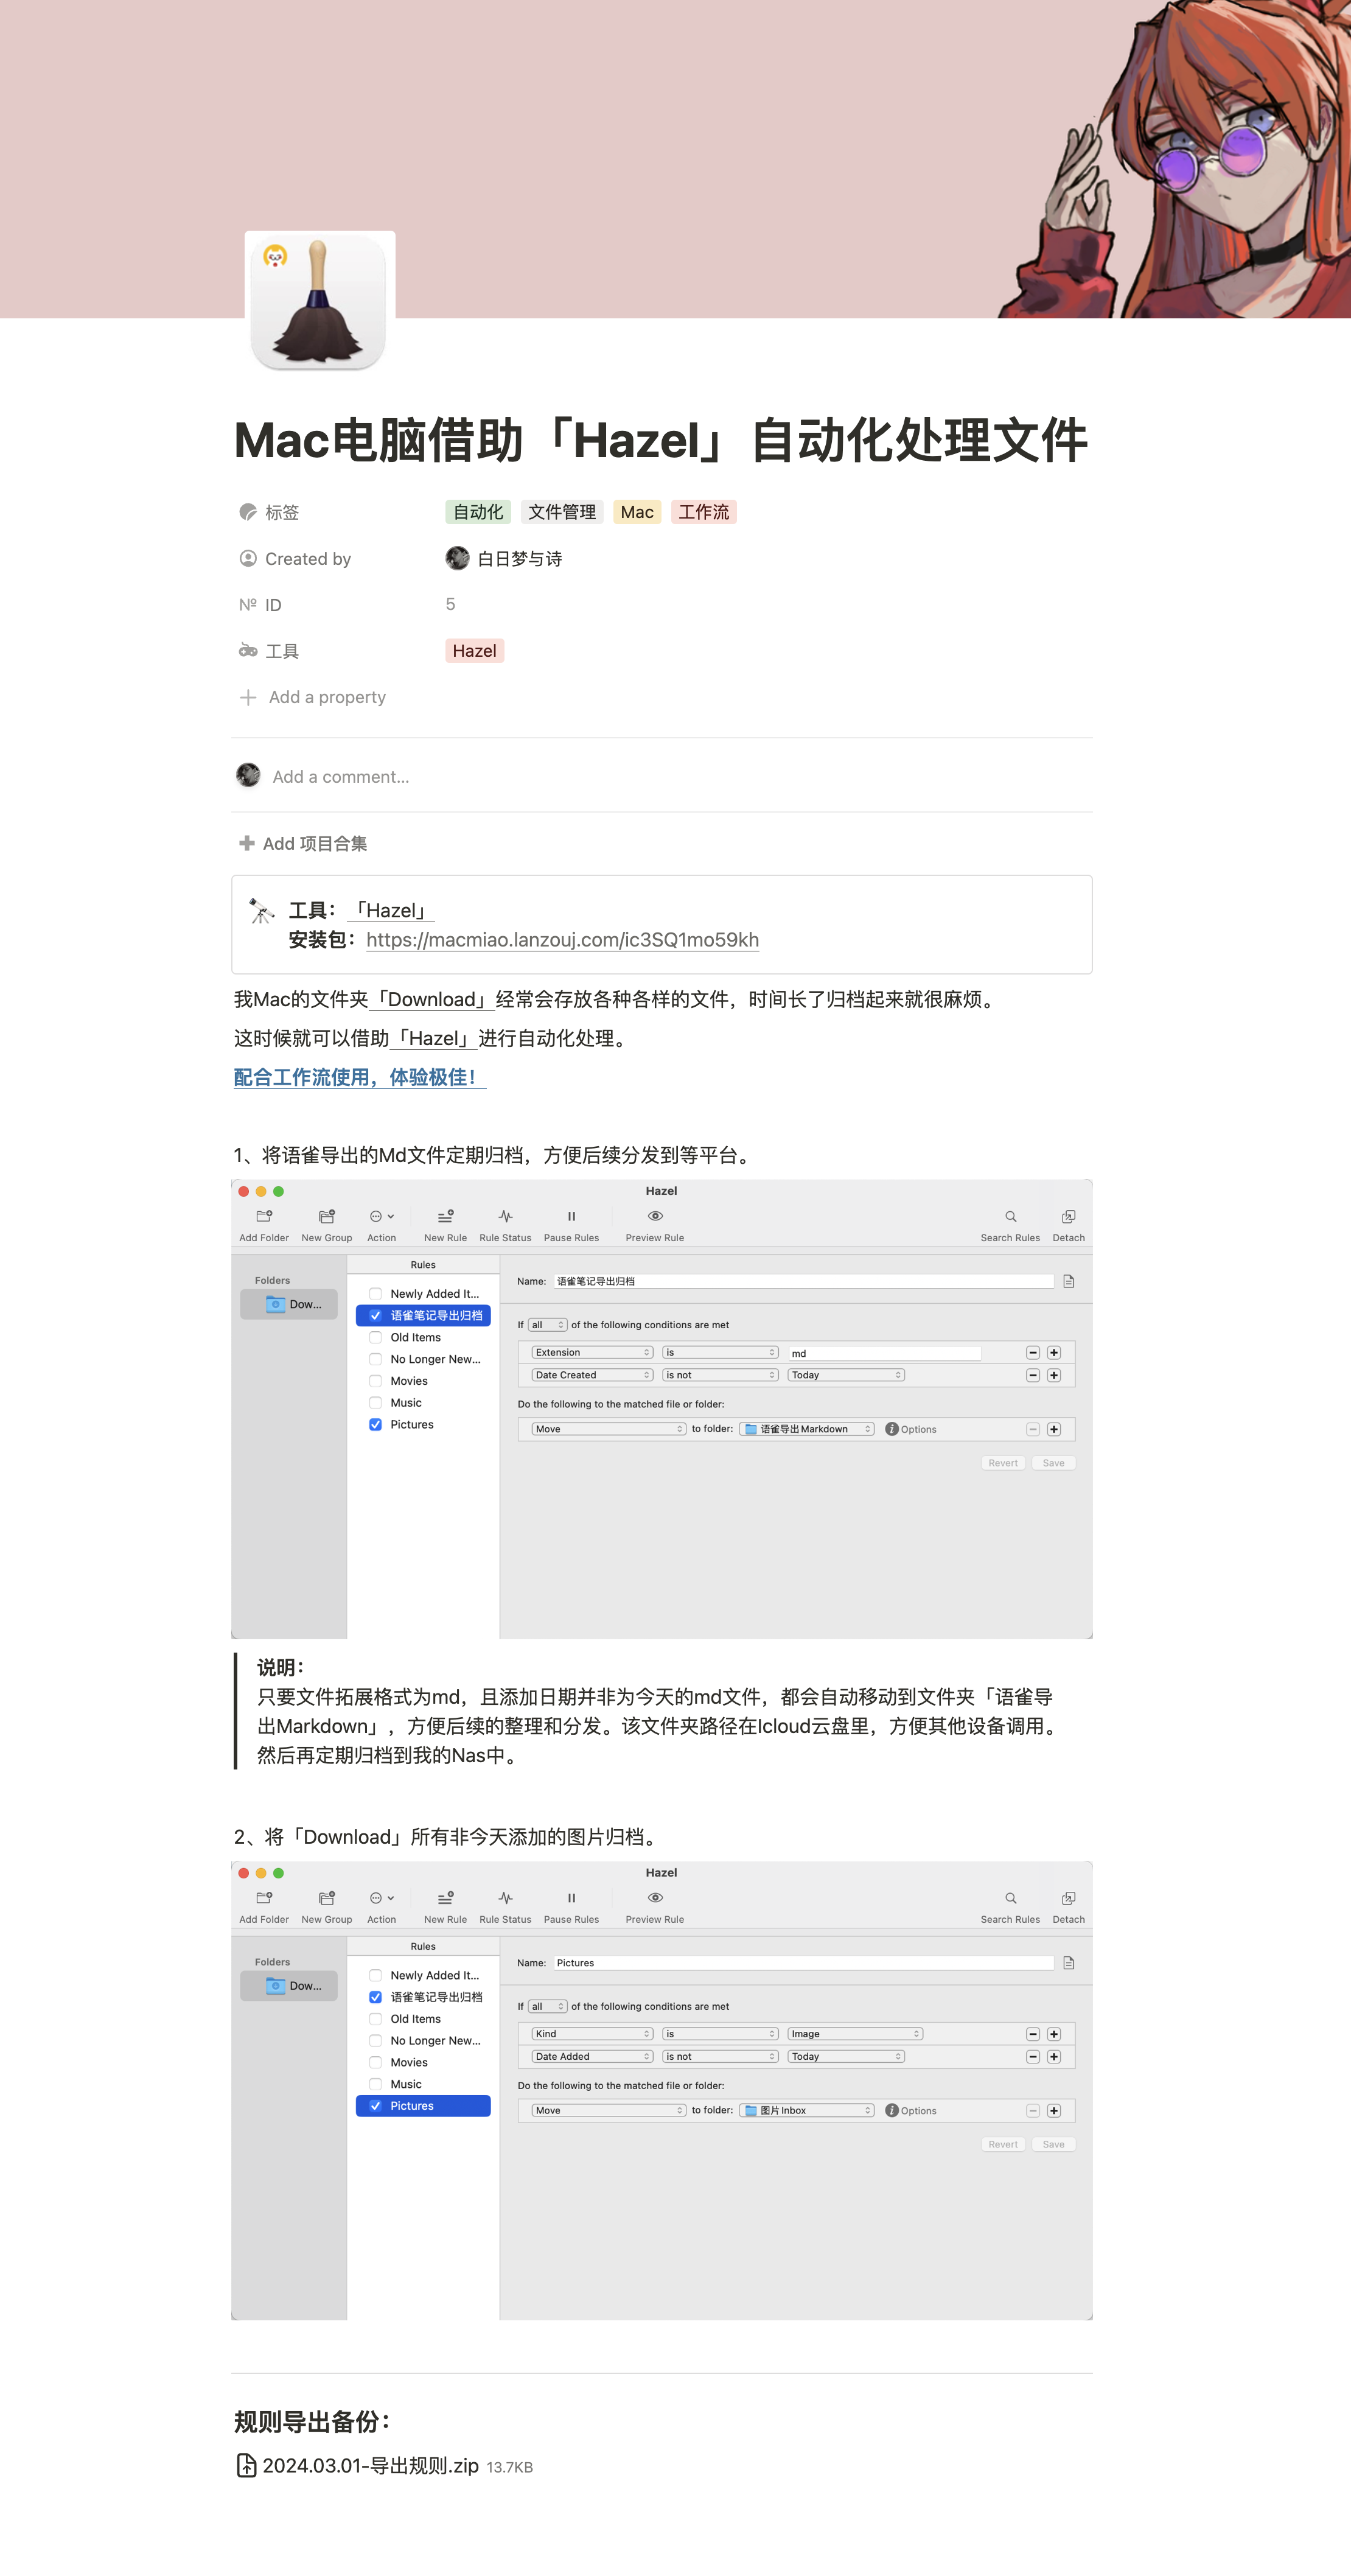 Mac电脑借助「Hazel」自动化处理文件
标签 自动化 文件管理 Mac 工作流
Created by 白日梦与诗
Nº ID 5
工具 Hazel
Add a property
Add a comment...
Add 项目合集
工具：「Hazel」
安装包：https://macmiao.lanzouj.com/ic3SQ1mo59kh
我Mac的文件夹「Download」经常会存放各种各样的文件，时间长了归档起来就很麻烦。
这时候就可以借助「Hazel」进行自动化处理。
配合工作流使用，体验极佳！
1、将语雀导出的Md文件定期归档，方便后续分发到等平台。
Hazel
Add Folder New Group Action New Rule Rule Status Pause Rules Preview Rule Search Rules Detach
Folders
Dow...
Rules
Newly Added It...
语雀笔记导出归档
Old Items
No Longer New...
Movies
Music
Pictures
Name: 语雀笔记导出归档
If all of the following conditions are met
Extension is md
Date Created is not Today
Do the following to the matched file or folder:
Move to folder: 语雀导出Markdown Options
Revert Save
说明：
只要文件拓展格式为md，且添加日期并非为今天的md文件，都会自动移动到文件夹「语雀导
出Markdown」，方便后续的整理和分发。该文件夹路径在Icloud云盘里，方便其他设备调用。
然后再定期归档到我的Nas中。
2、将「Download」所有非今天添加的图片归档。
Hazel
Add Folder New Group Action New Rule Rule Status Pause Rules Preview Rule Search Rules Detach
Folders
Dow...
Rules
Newly Added It...
语雀笔记导出归档
Old Items
No Longer New...
Movies
Music
Pictures
Name: Pictures
If all of the following conditions are met
Kind is Image
Date Added is not Today
Do the following to the matched file or folder:
Move to folder: 图片Inbox Options
Revert Save
规则导出备份：
2024.03.01-导出规则.zip 13.7KB